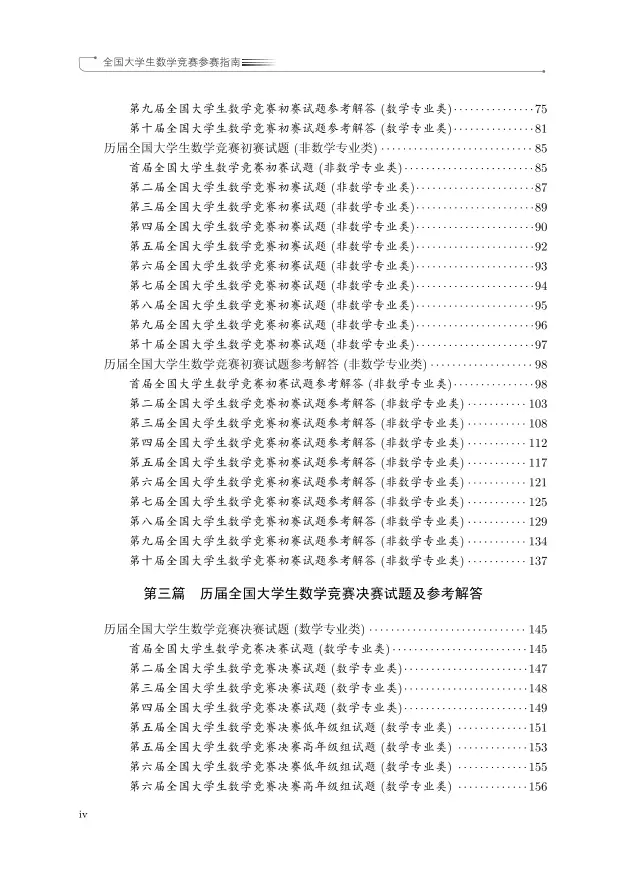 全国大学生数学竞赛参赛指南
第九届全国大学生数学竞赛初赛试题参考解答 (数学专业类)···············75
第十届全国大学生数学竞赛初赛试题参考解答 (数学专业类)···············81
历届全国大学生数学竞赛初赛试题 (非数学专业类)·····························85
首届全国大学生数学竞赛初赛试题 (非数学专业类)························85
第二届全国大学生数学竞赛初赛试题 (非数学专业类)······················87
第三届全国大学生数学竞赛初赛试题 (非数学专业类)······················89
第四届全国大学生数学竞赛初赛试题 (非数学专业类)······················90
第五届全国大学生数学竞赛初赛试题 (非数学专业类)······················92
第六届全国大学生数学竞赛初赛试题 (非数学专业类)······················93
第七届全国大学生数学竞赛初赛试题 (非数学专业类)······················94
第八届全国大学生数学竞赛初赛试题 (非数学专业类)······················95
第九届全国大学生数学竞赛初赛试题 (非数学专业类)······················96
第十届全国大学生数学竞赛初赛试题 (非数学专业类)······················97
历届全国大学生数学竞赛初赛试题参考解答 (非数学专业类) ···················98
首届全国大学生数学竞赛初赛试题参考解答 (非数学专业类)···············98
第二届全国大学生数学竞赛初赛试题参考解答 (非数学专业类) ···········103
第三届全国大学生数学竞赛初赛试题参考解答 (非数学专业类) ···········108
第四届全国大学生数学竞赛初赛试题参考解答 (非数学专业类) ···········112
第五届全国大学生数学竞赛初赛试题参考解答 (非数学专业类) ···········117
第六届全国大学生数学竞赛初赛试题参考解答 (非数学专业类) ···········121
第七届全国大学生数学竞赛初赛试题参考解答 (非数学专业类) ···········125
第八届全国大学生数学竞赛初赛试题参考解答 (非数学专业类) ···········129
第九届全国大学生数学竞赛初赛试题参考解答 (非数学专业类) ···········134
第十届全国大学生数学竞赛初赛试题参考解答 (非数学专业类) ···········137
第三篇 历届全国大学生数学竞赛决赛试题及参考解答
历届全国大学生数学竞赛决赛试题 (数学专业类) ·····························145
首届全国大学生数学竞赛决赛试题 (数学专业类)··························145
第二届全国大学生数学竞赛决赛试题 (数学专业类)·······················147
第三届全国大学生数学竞赛决赛试题 (数学专业类)·······················148
第四届全国大学生数学竞赛决赛试题 (数学专业类)·······················149
第五届全国大学生数学竞赛决赛低年级组试题 (数学专业类) ·············151
第五届全国大学生数学竞赛决赛高年级组试题 (数学专业类) ·············153
第六届全国大学生数学竞赛决赛低年级组试题 (数学专业类) ·············155
第六届全国大学生数学竞赛决赛高年级组试题 (数学专业类) ·············156
iv